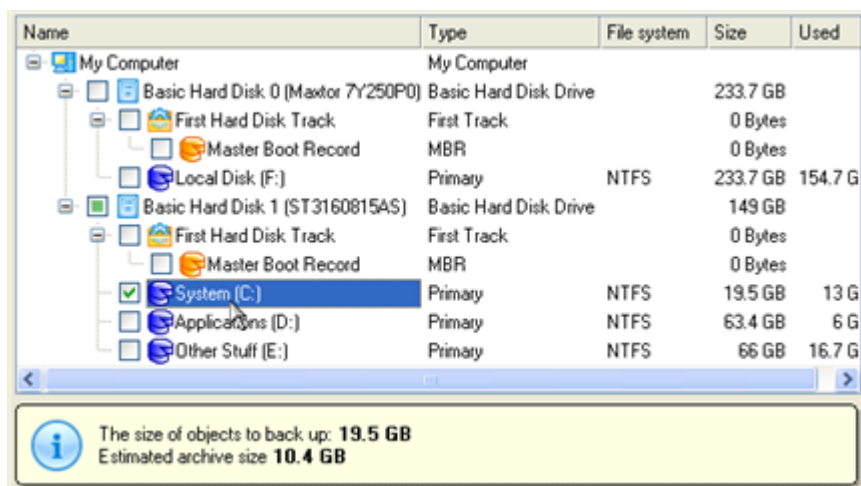 Name Type File system Size Used
My Computer My Computer
Basic Hard Disk 0 (Maxtor 7Y250P0) Basic Hard Disk Drive 233.7 GB
First Hard Disk Track First Track 0 Bytes
Master Boot Record MBR 0 Bytes
Local Disk (F:) Primary NTFS 233.7 GB 154.7 G
Basic Hard Disk 1 (ST3160815AS) Basic Hard Disk Drive 149 GB
First Hard Disk Track First Track 0 Bytes
Master Boot Record MBR 0 Bytes
System (C:) Primary NTFS 19.5 GB 13 G
Applications (D:) Primary NTFS 63.4 GB 6 G
Other Stuff (E:) Primary NTFS 66 GB 16.7 G
The size of objects to back up: 19.5 GB
Estimated archive size 10.4 GB